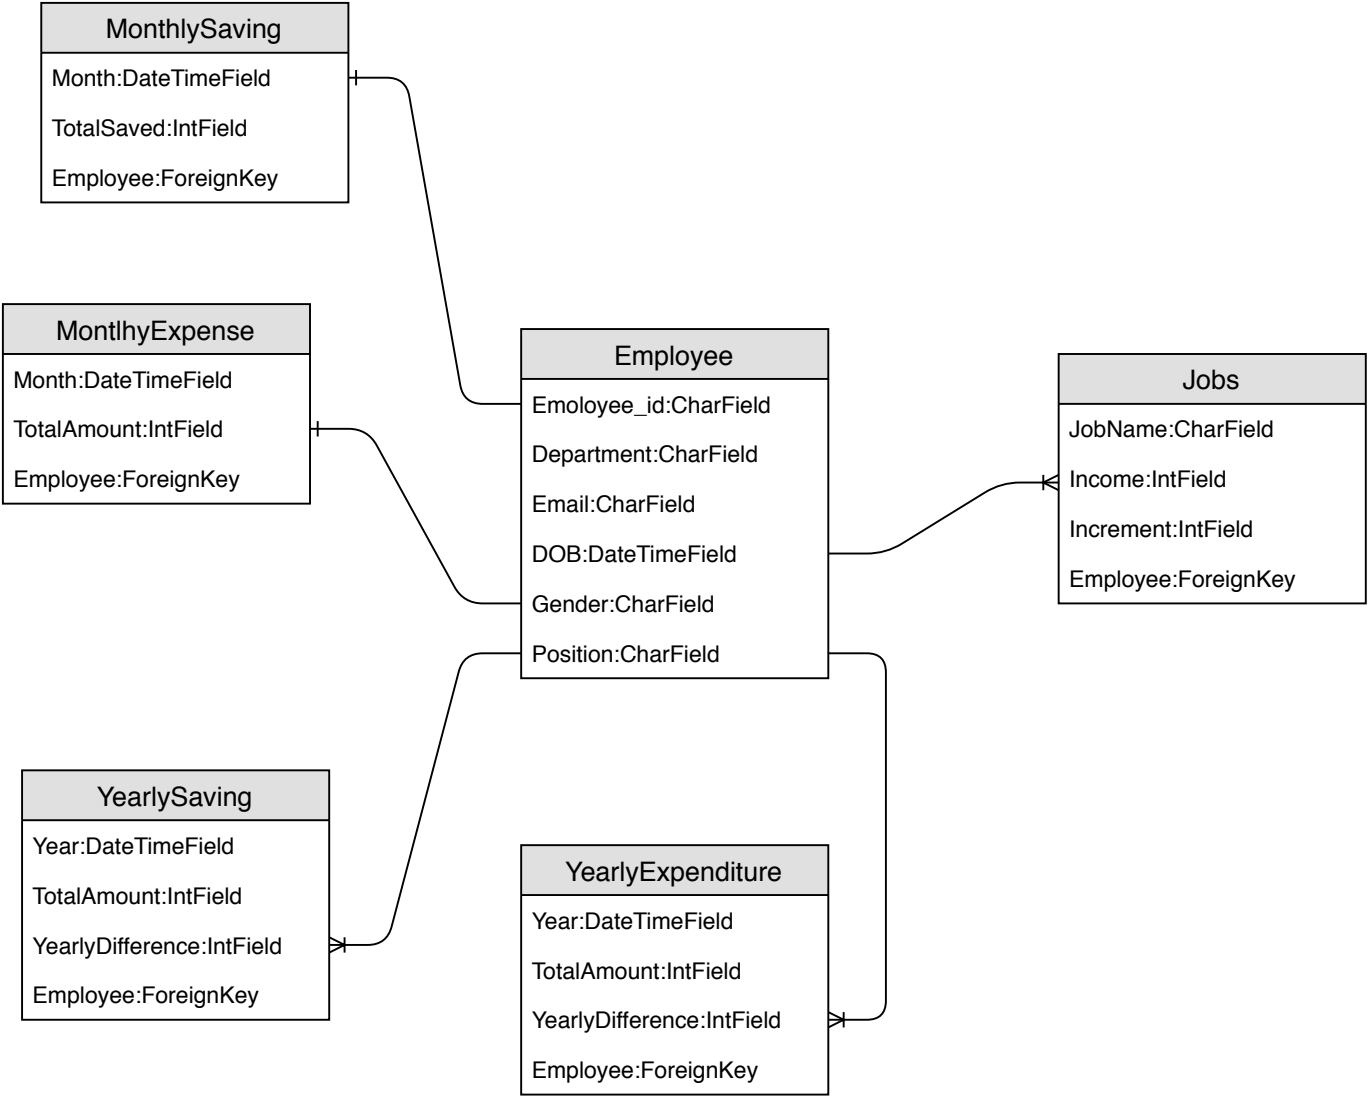 MonthlySaving
Month:DateTimeField
TotalSaved:IntField
Employee:ForeignKey
MontlhyExpense
Month:DateTimeField
TotalAmount:IntField
Employee:ForeignKey
Employee
Emoloyee_id:CharField
Department:CharField
Email:CharField
DOB:DateTimeField
Gender:CharField
Position:CharField
Jobs
JobName:CharField
Income:IntField
Increment:IntField
Employee:ForeignKey
YearlySaving
Year:DateTimeField
TotalAmount:IntField
YearlyDifference:IntField
Employee:ForeignKey
YearlyExpenditure
Year:DateTimeField
TotalAmount:IntField
YearlyDifference:IntField
Employee:ForeignKey